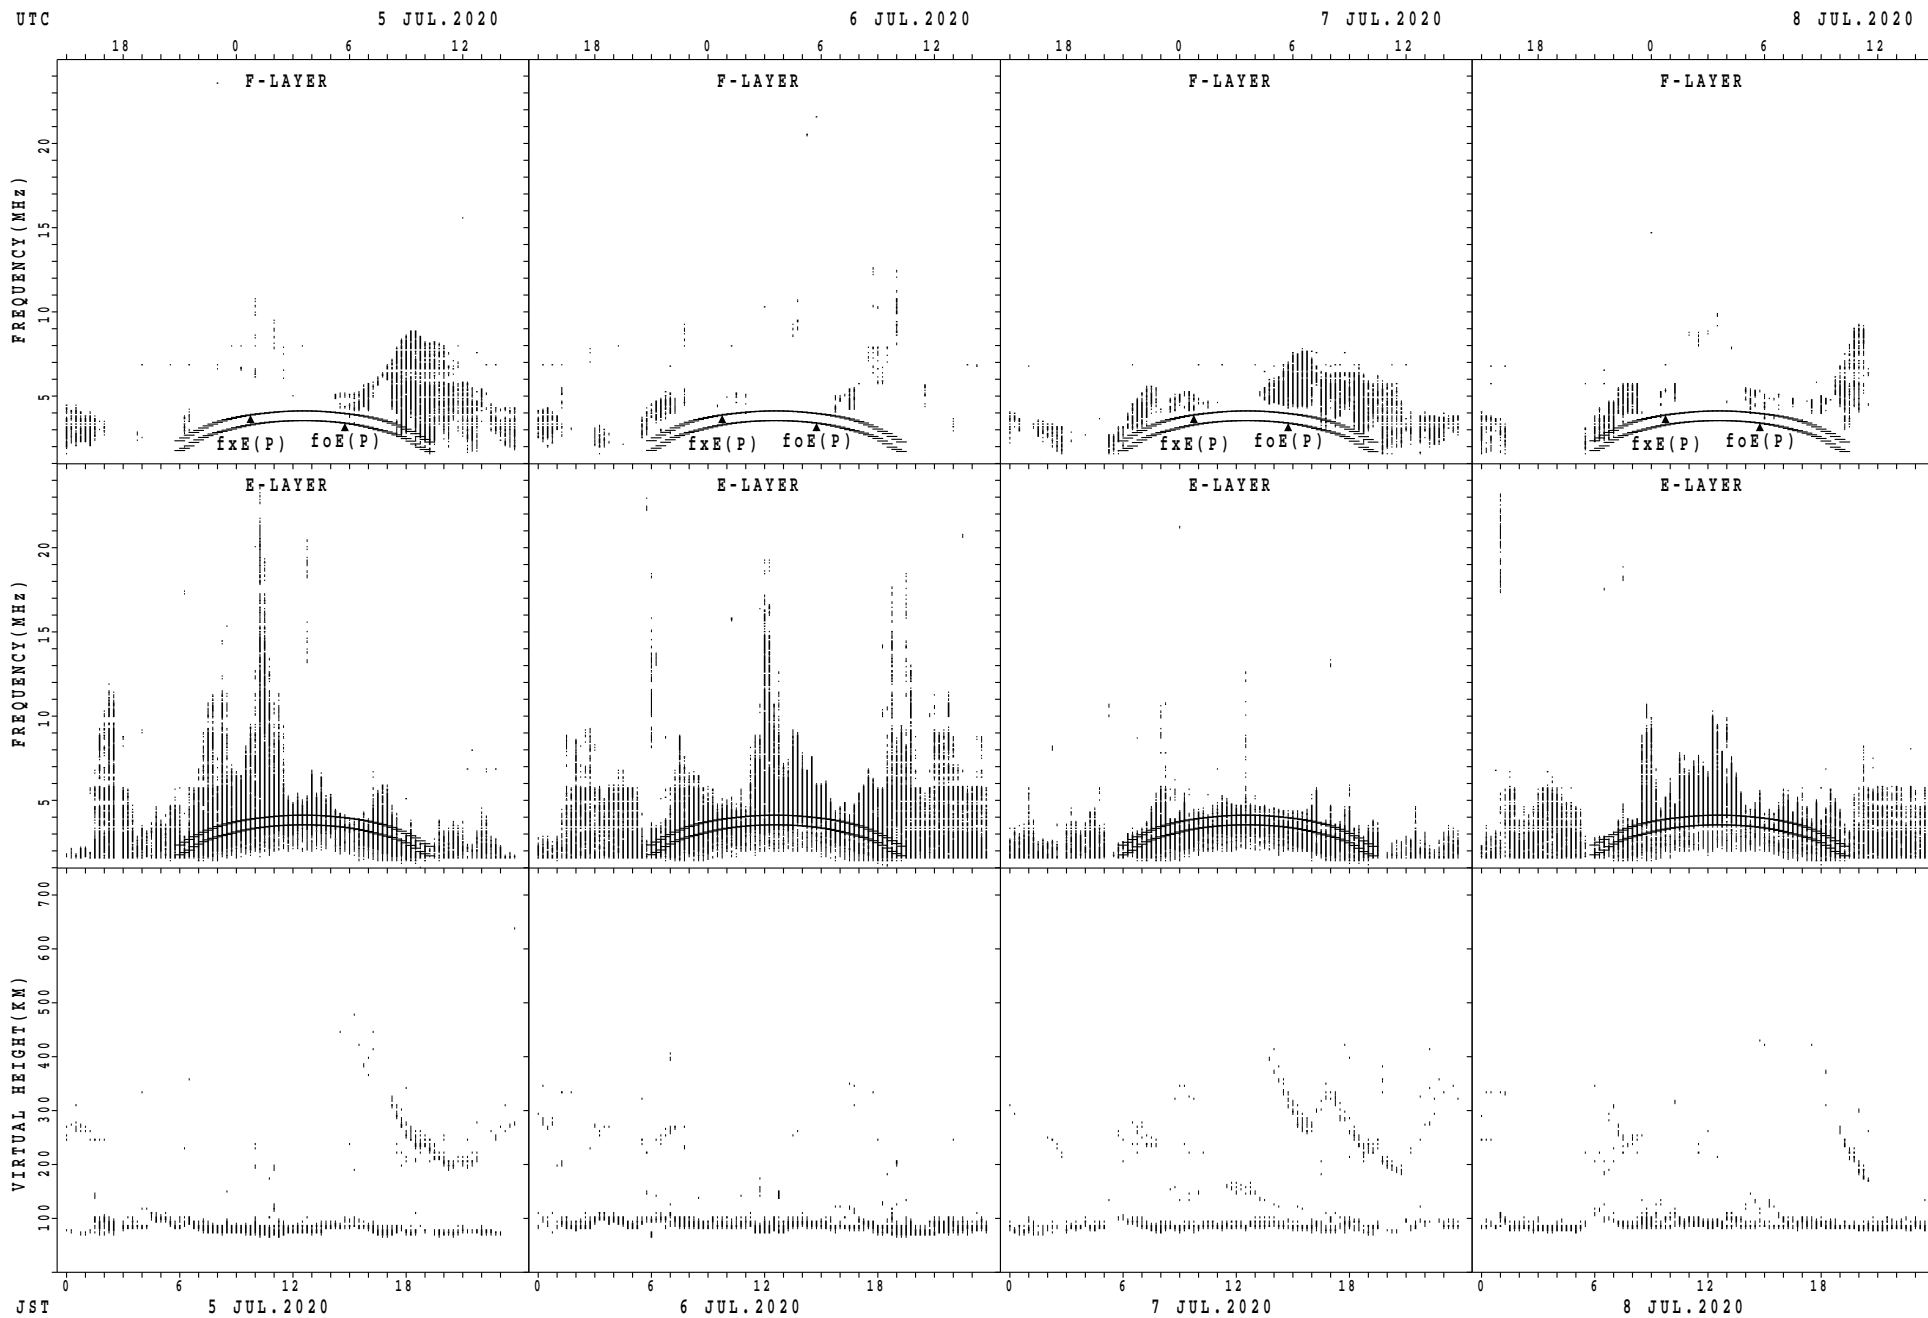 UTC 5 JUL.2020 6 JUL.2020 7 JUL.2020 8 JUL.2020
18 0 6 12 18 0 6 12 18 0 6 12 18 0 6 12
F-LAYER F-LAYER F-LAYER F-LAYER
FREQUENCY(MHz)
20
15
10
5
fxE(P) foE(P) fxE(P) foE(P) fxE(P) foE(P) fxE(P) foE(P)
E-LAYER E-LAYER E-LAYER E-LAYER
FREQUENCY(MHz)
20
15
10
5
VIRTUAL HEIGHT(KM)
700
600
500
400
300
200
100
0 6 12 18 0 6 12 18 0 6 12 18 0 6 12 18
JST 5 JUL.2020 6 JUL.2020 7 JUL.2020 8 JUL.2020